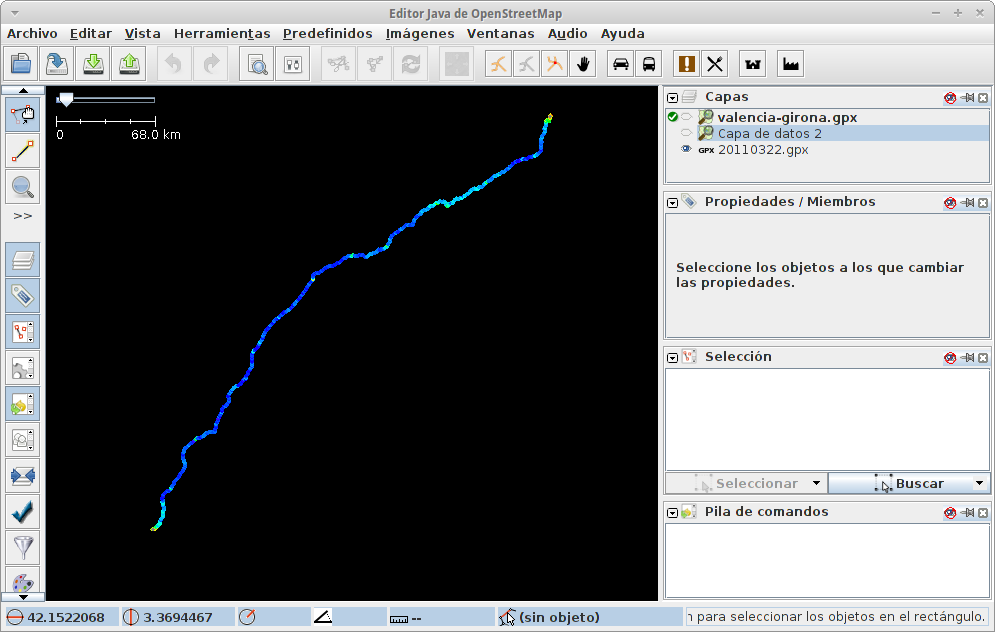 Editor Java de OpenStreetMap
Archivo Editar Vista Herramientas Predefinidos Imágenes Ventanas Audio Ayuda
0 68.0 km
>>
Capas
valencia-girona.gpx
Capa de datos 2
GPX 20110322.gpx
Propiedades / Miembros
Seleccione los objetos a los que cambiar
las propiedades.
Selección
Seleccionar Buscar
Pila de comandos
42.1522068 3.3694467 -- (sin objeto) para seleccionar los objetos en el rectángulo.